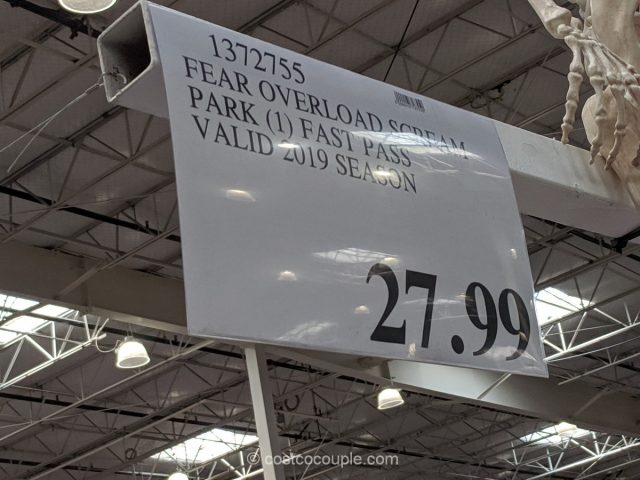 1372755
FEAR OVERLOAD SCREAM
PARK (1) FAST PASS
VALID 2019 SEASON
27.99
© costcocouple.com